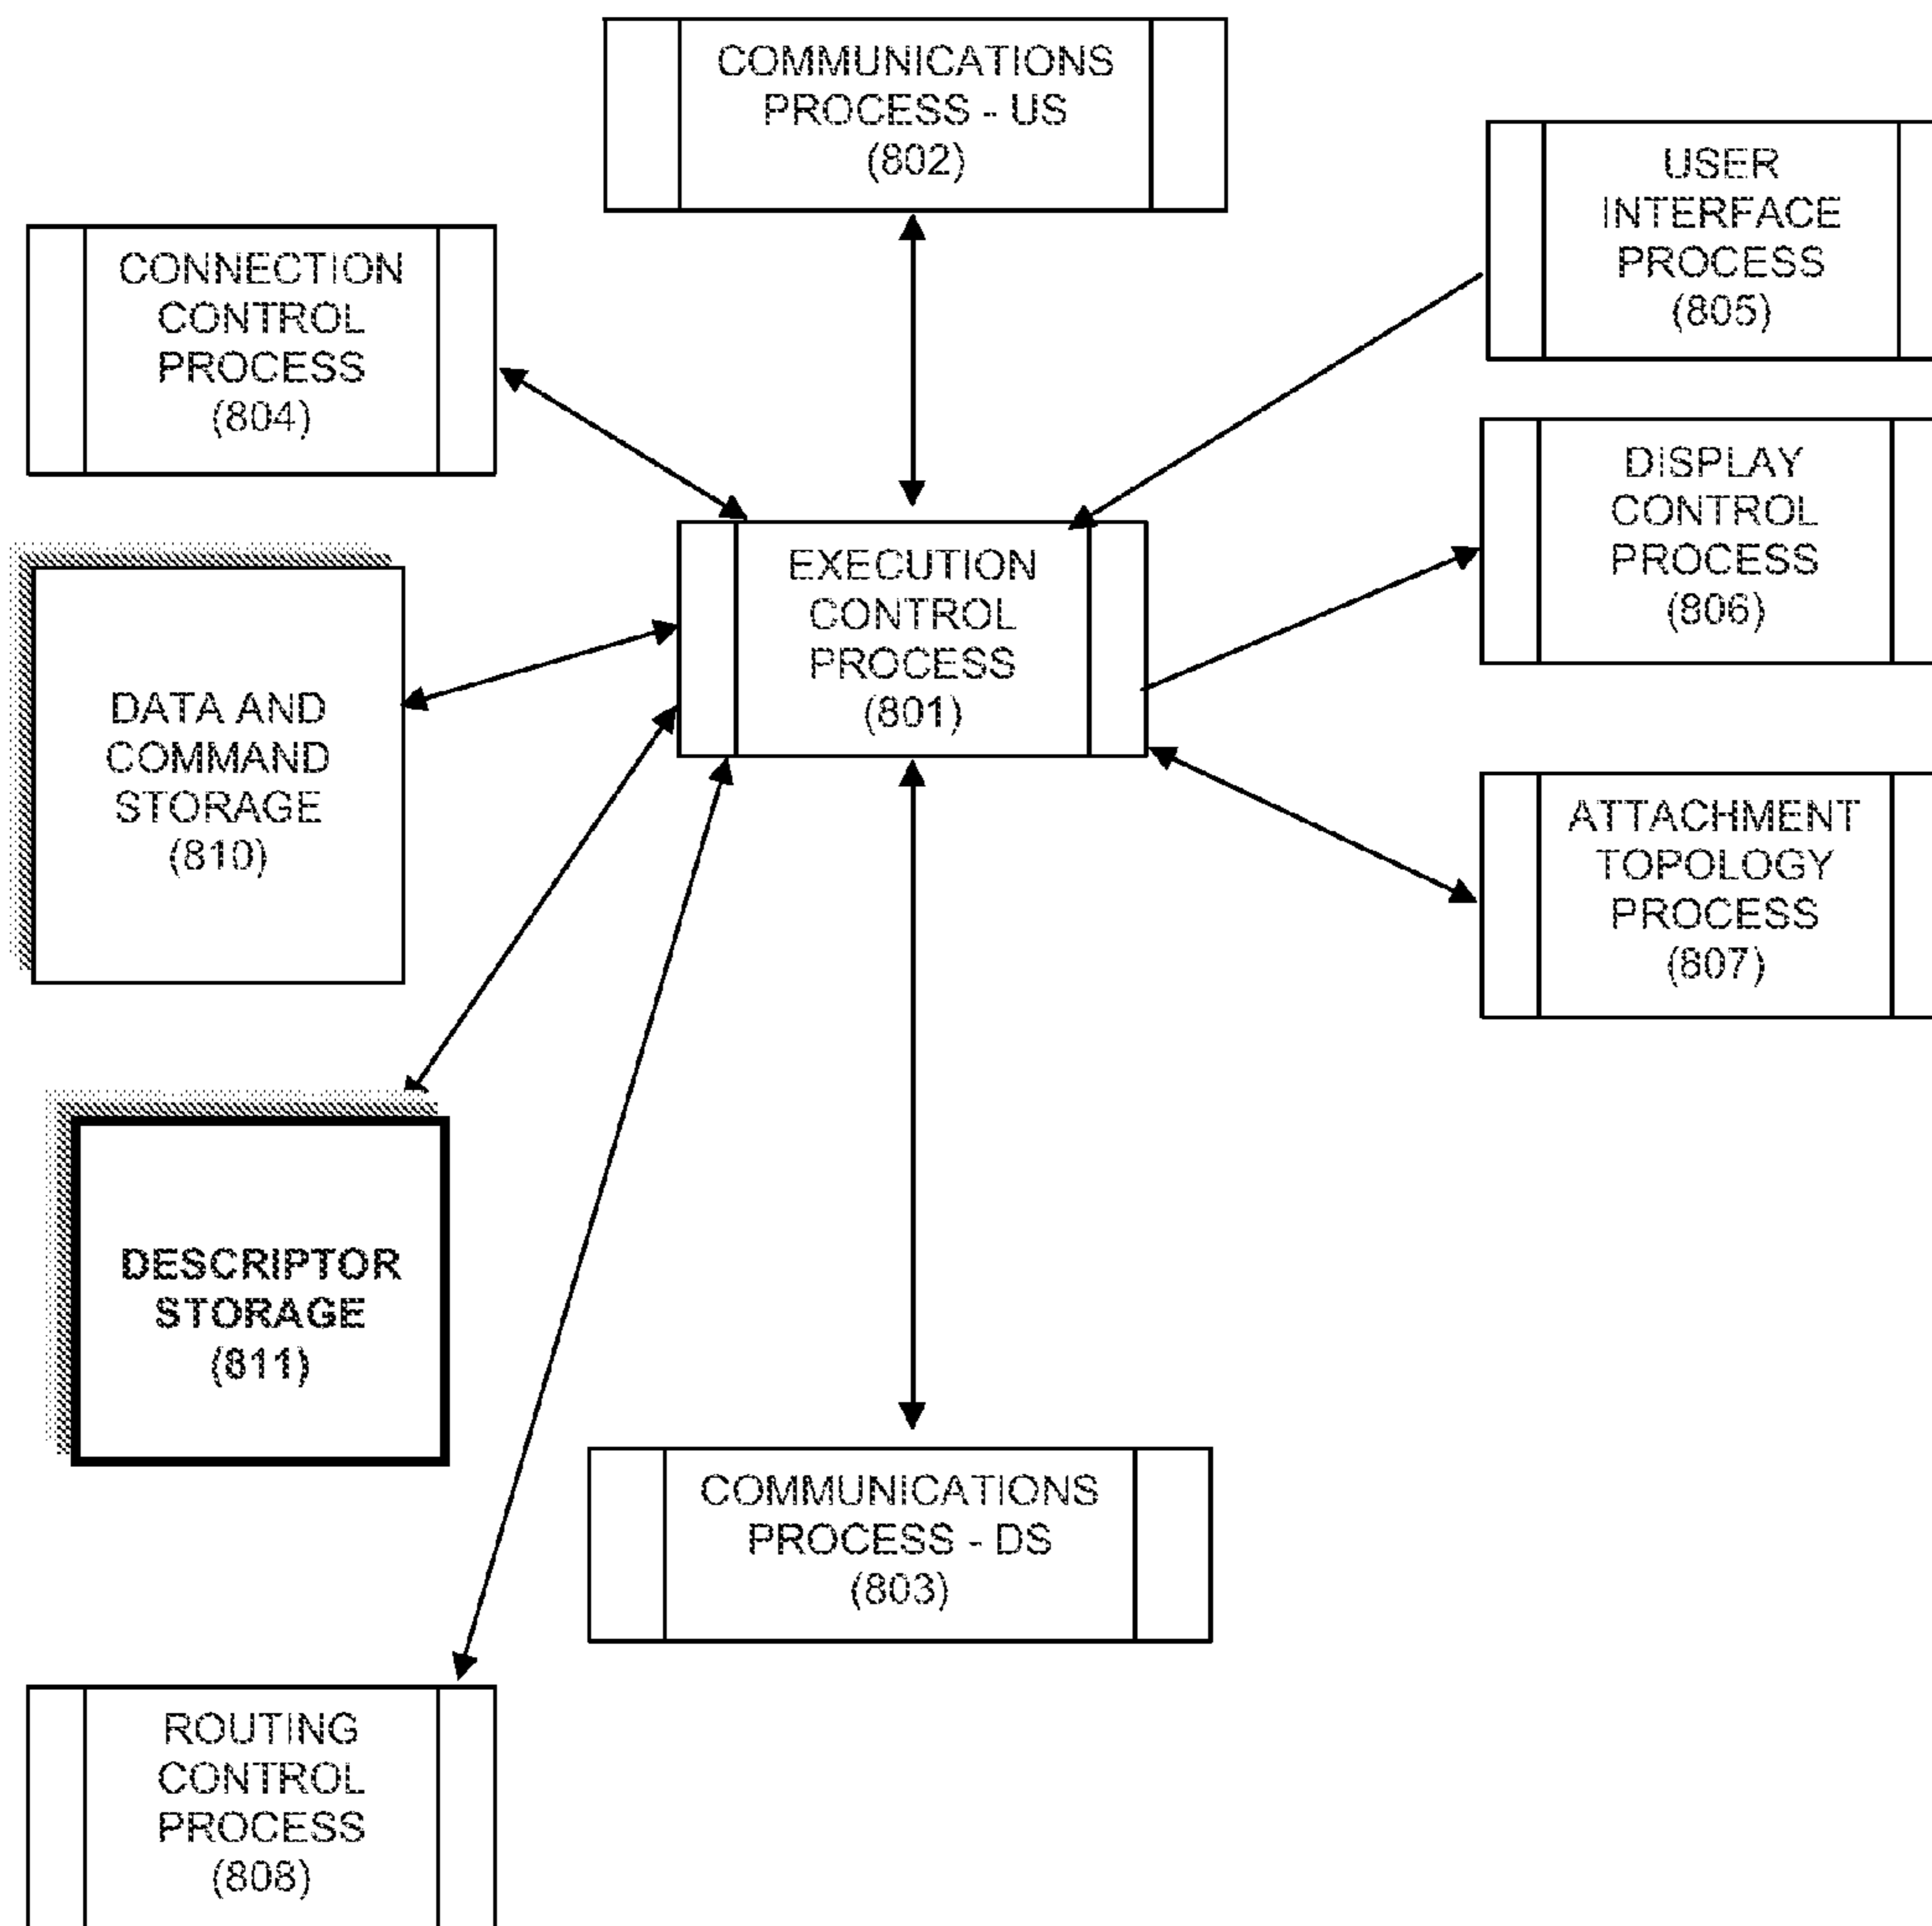 COMMUNICATIONS
PROCESS - US
(802)
USER
INTERFACE
PROCESS
(805)
CONNECTION
CONTROL
PROCESS
(804)
DISPLAY
CONTROL
PROCESS
(806)
EXECUTION
CONTROL
PROCESS
(801)
DATA AND
COMMAND
STORAGE
(810)
ATTACHMENT
TOPOLOGY
PROCESS
(807)
DESCRIPTOR
STORAGE
(811)
COMMUNICATIONS
PROCESS - DS
(803)
ROUTING
CONTROL
PROCESS
(808)